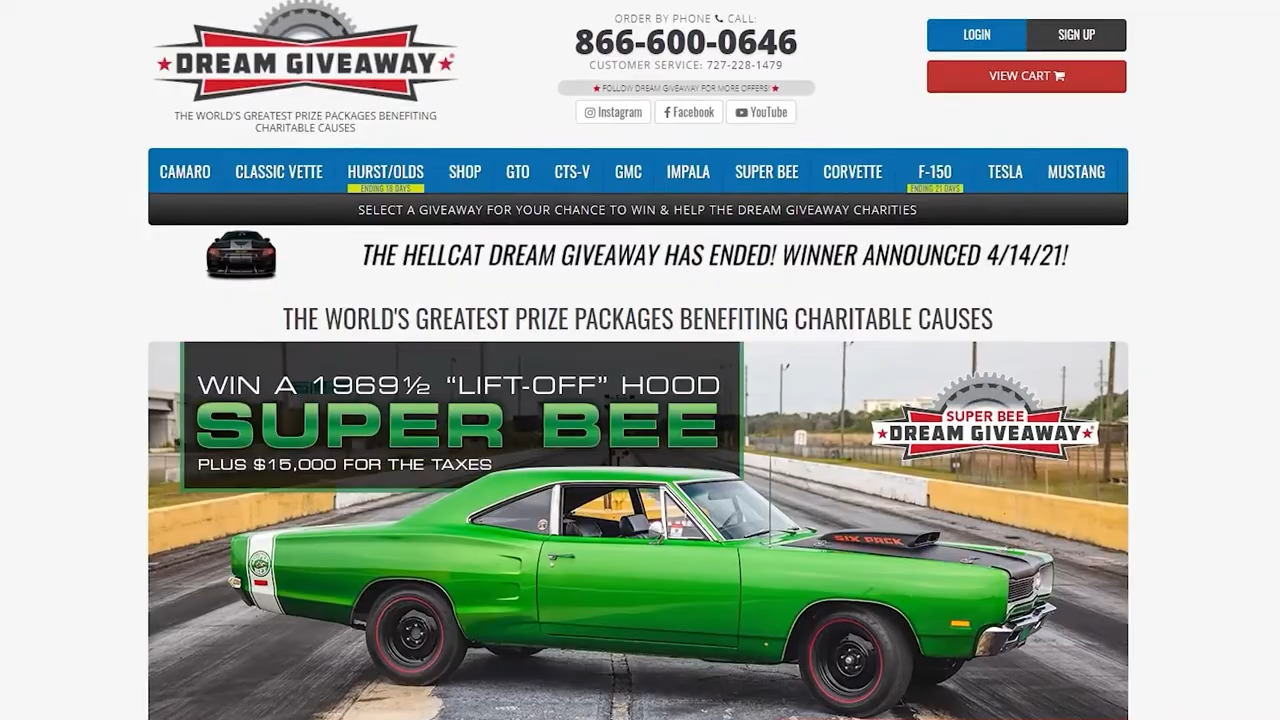 DREAM GIVEAWAY
THE WORLD'S GREATEST PRIZE PACKAGES BENEFITING
CHARITABLE CAUSES
ORDER BY PHONE CALL:
866-600-0646
CUSTOMER SERVICE: 727-228-1479
FOLLOW DREAM GIVEAWAY FOR MORE OFFERS!
Instagram Facebook YouTube
LOGIN SIGN UP
VIEW CART
CAMARO CLASSIC VETTE HURST/OLDS SHOP GTO CTS-V GMC IMPALA SUPER BEE CORVETTE F-150 TESLA MUSTANG
ENDING 18 DAYS ENDING 21 DAYS
SELECT A GIVEAWAY FOR YOUR CHANCE TO WIN & HELP THE DREAM GIVEAWAY CHARITIES
THE HELLCAT DREAM GIVEAWAY HAS ENDED! WINNER ANNOUNCED 4/14/21!
THE WORLD'S GREATEST PRIZE PACKAGES BENEFITING CHARITABLE CAUSES
WIN A 1969½ "LIFT-OFF" HOOD
SUPER BEE
PLUS $15,000 FOR THE TAXES
SUPER BEE
DREAM GIVEAWAY
SIX PACK